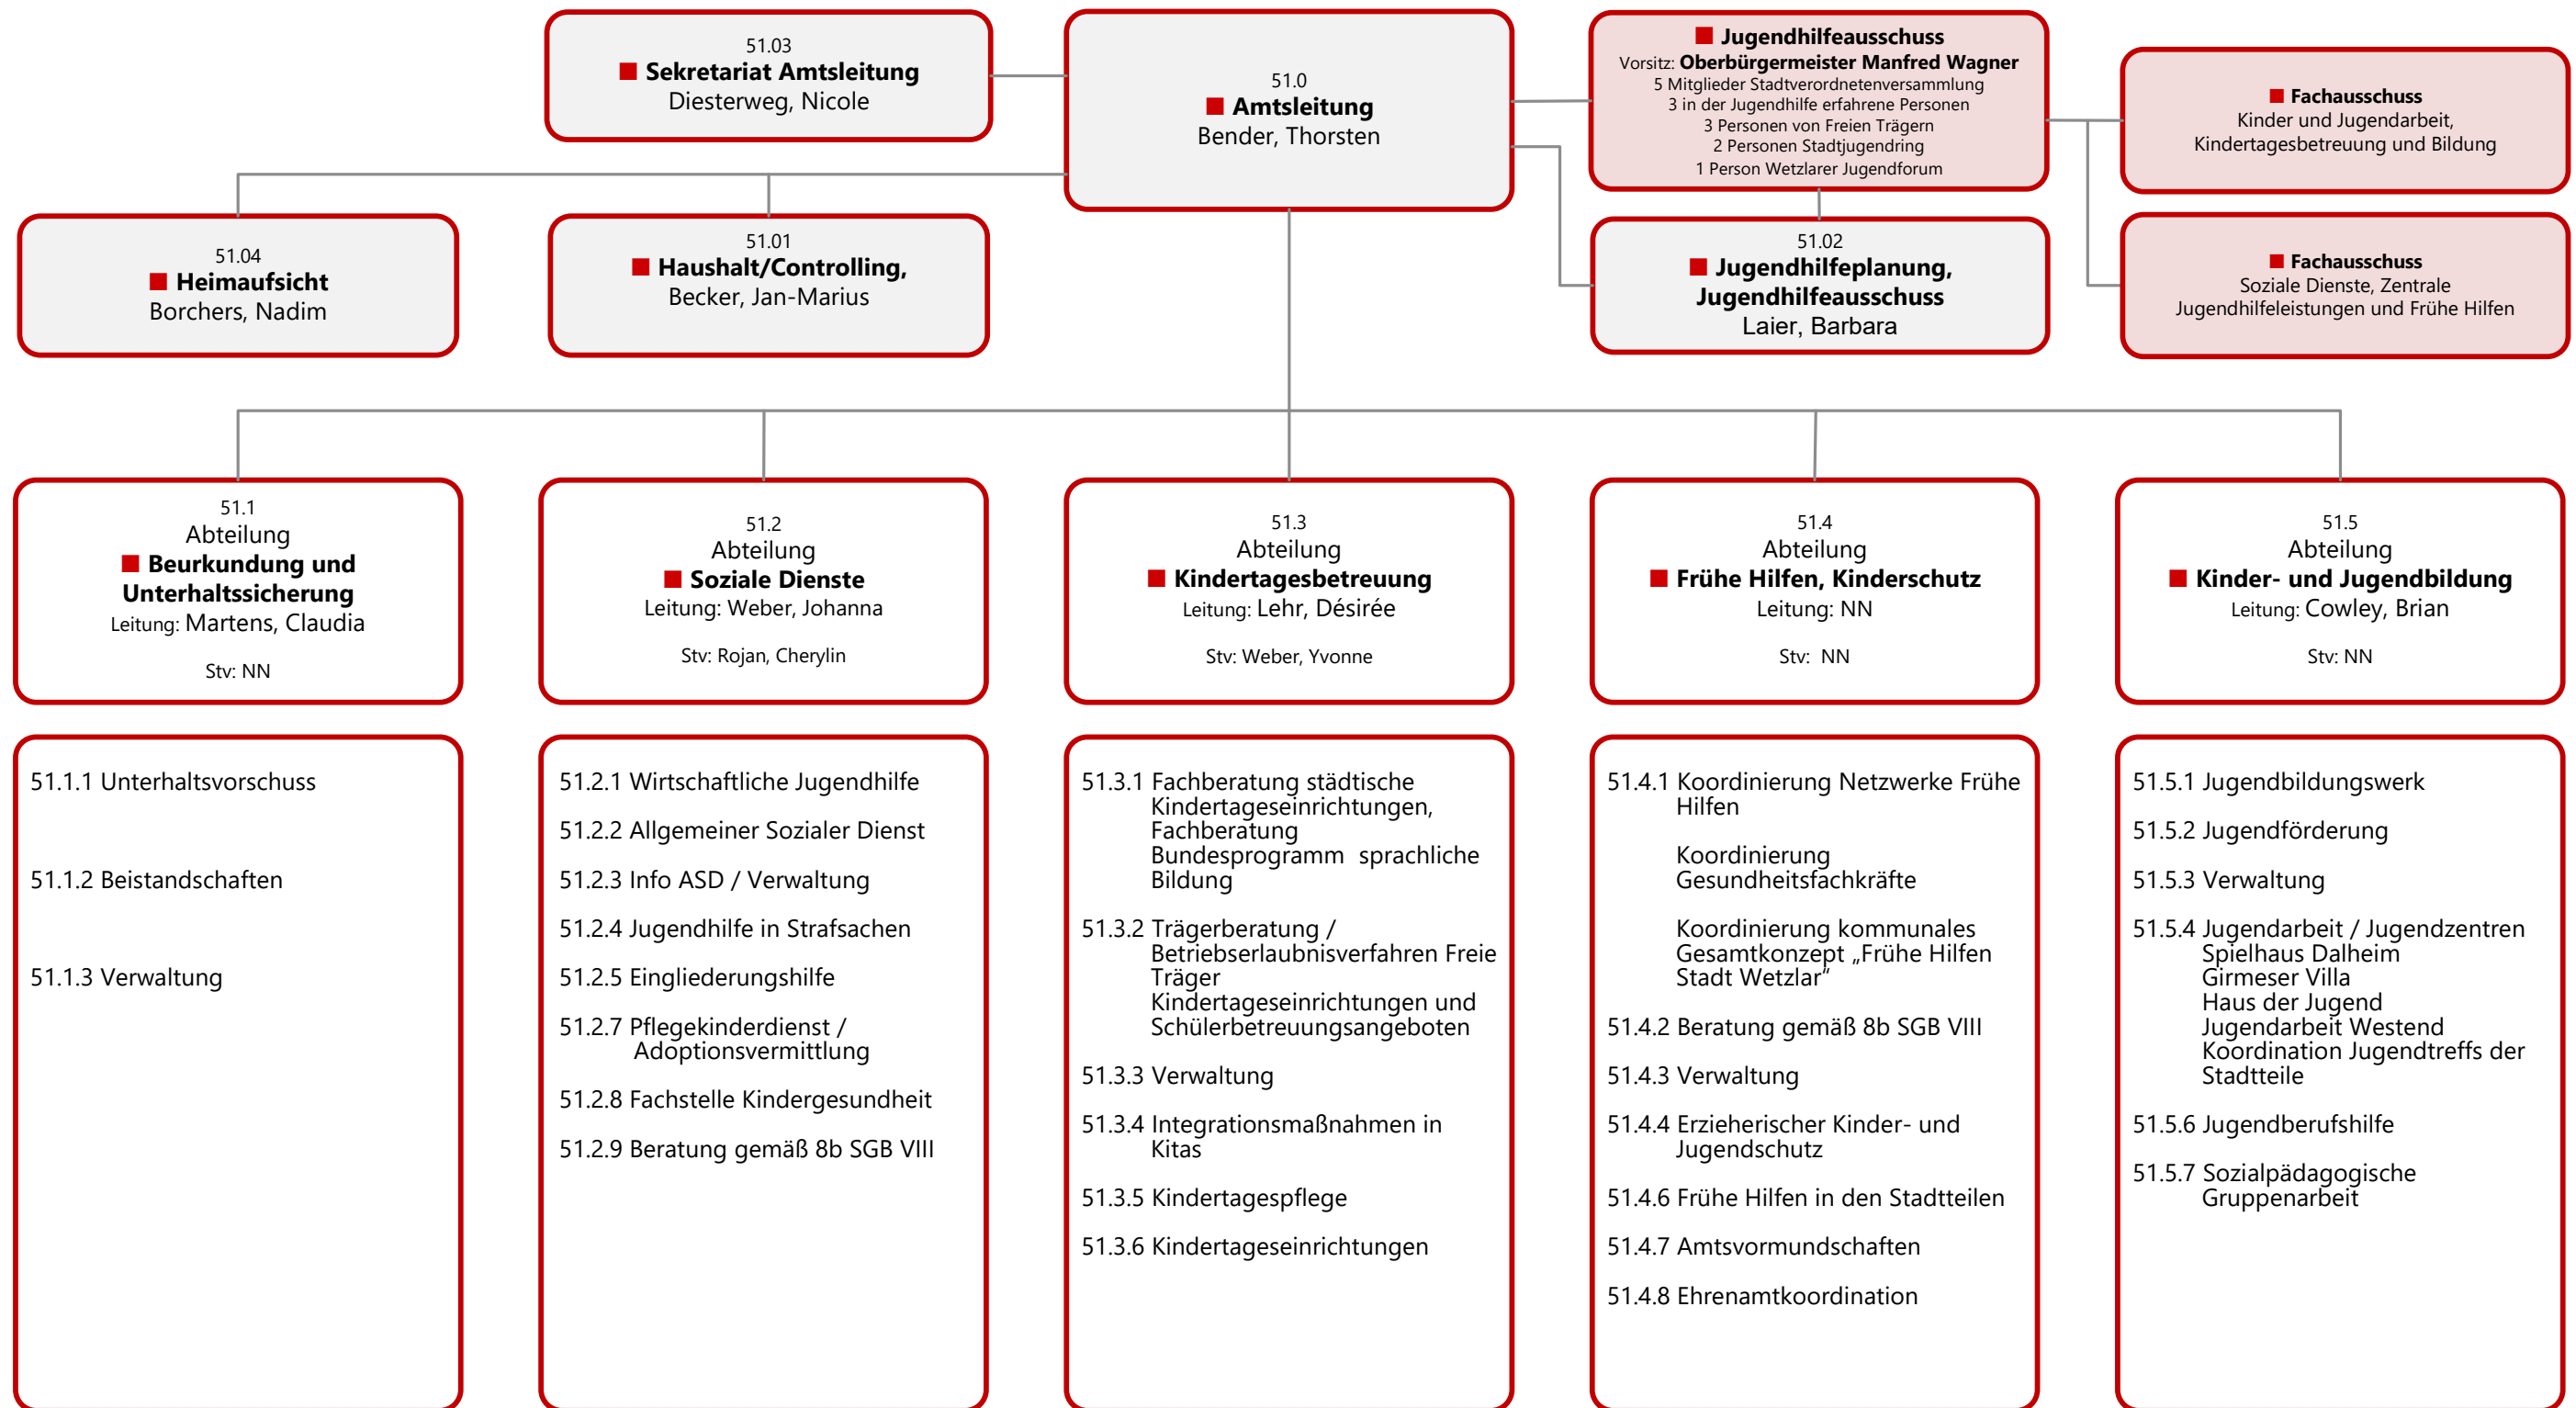 51.03
■ Sekretariat Amtsleitung
Diesterweg, Nicole
51.0
■ Amtsleitung
Bender, Thorsten
■ Jugendhilfeausschuss
Vorsitz: Oberbürgermeister Manfred Wagner
5 Mitglieder Stadtverordnetenversammlung
3 in der Jugendhilfe erfahrene Personen
3 Personen von Freien Trägern
2 Personen Stadtjugendring
1 Person Wetzlarer Jugendforum
■ Fachausschuss
Kinder und Jugendarbeit,
Kindertagesbetreuung und Bildung
51.04
■ Heimaufsicht
Borchers, Nadim
51.01
■ Haushalt/Controlling,
Becker, Jan-Marius
51.02
■ Jugendhilfeplanung,
Jugendhilfeausschuss
Laier, Barbara
■ Fachausschuss
Soziale Dienste, Zentrale
Jugendhilfeleistungen und Frühe Hilfen
51.1
Abteilung
■ Beurkundung und
Unterhaltssicherung
Leitung: Martens, Claudia
Stv: NN
51.2
Abteilung
■ Soziale Dienste
Leitung: Weber, Johanna
Stv: Rojan, Cherylin
51.3
Abteilung
■ Kindertagesbetreuung
Leitung: Lehr, Désirée
Stv: Weber, Yvonne
51.4
Abteilung
■ Frühe Hilfen, Kinderschutz
Leitung: NN
Stv: NN
51.5
Abteilung
■ Kinder- und Jugendbildung
Leitung: Cowley, Brian
Stv: NN
51.1.1 Unterhaltsvorschuss
51.1.2 Beistandschaften
51.1.3 Verwaltung
51.2.1 Wirtschaftliche Jugendhilfe
51.2.2 Allgemeiner Sozialer Dienst
51.2.3 Info ASD / Verwaltung
51.2.4 Jugendhilfe in Strafsachen
51.2.5 Eingliederungshilfe
51.2.7 Pflegekinderdienst /
Adoptionsvermittlung
51.2.8 Fachstelle Kindergesundheit
51.2.9 Beratung gemäß 8b SGB VIII
51.3.1 Fachberatung städtische
Kindertageseinrichtungen,
Fachberatung
Bundesprogramm sprachliche
Bildung
51.3.2 Trägerberatung /
Betriebserlaubnisverfahren Freie
Träger
Kindertageseinrichtungen und
Schülerbetreuungsangeboten
51.3.3 Verwaltung
51.3.4 Integrationsmaßnahmen in
Kitas
51.3.5 Kindertagespflege
51.3.6 Kindertageseinrichtungen
51.4.1 Koordinierung Netzwerke Frühe
Hilfen
Koordinierung
Gesundheitsfachkräfte
Koordinierung kommunales
Gesamtkonzept „Frühe Hilfen
Stadt Wetzlar“
51.4.2 Beratung gemäß 8b SGB VIII
51.4.3 Verwaltung
51.4.4 Erzieherischer Kinder- und
Jugendschutz
51.4.6 Frühe Hilfen in den Stadtteilen
51.4.7 Amtsvormundschaften
51.4.8 Ehrenamtkoordination
51.5.1 Jugendbildungswerk
51.5.2 Jugendförderung
51.5.3 Verwaltung
51.5.4 Jugendarbeit / Jugendzentren
Spielhaus Dalheim
Girmeser Villa
Haus der Jugend
Jugendarbeit Westend
Koordination Jugendtreffs der
Stadtteile
51.5.6 Jugendberufshilfe
51.5.7 Sozialpädagogische
Gruppenarbeit